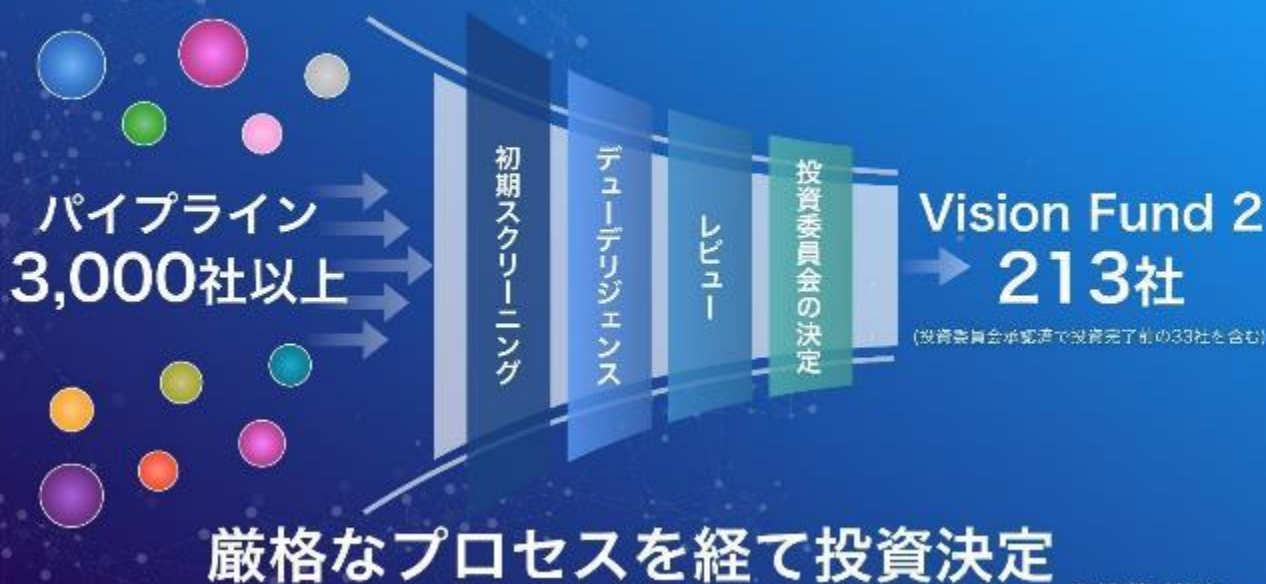 パイプライン
3,000社以上
初期スクリーニング
デューデリジェンス
レビュー
投資委員会の決定
Vision Fund 2
213社
(投資委員会承認済で投資完了前の33社を含む)
厳格なプロセスを経て投資決定